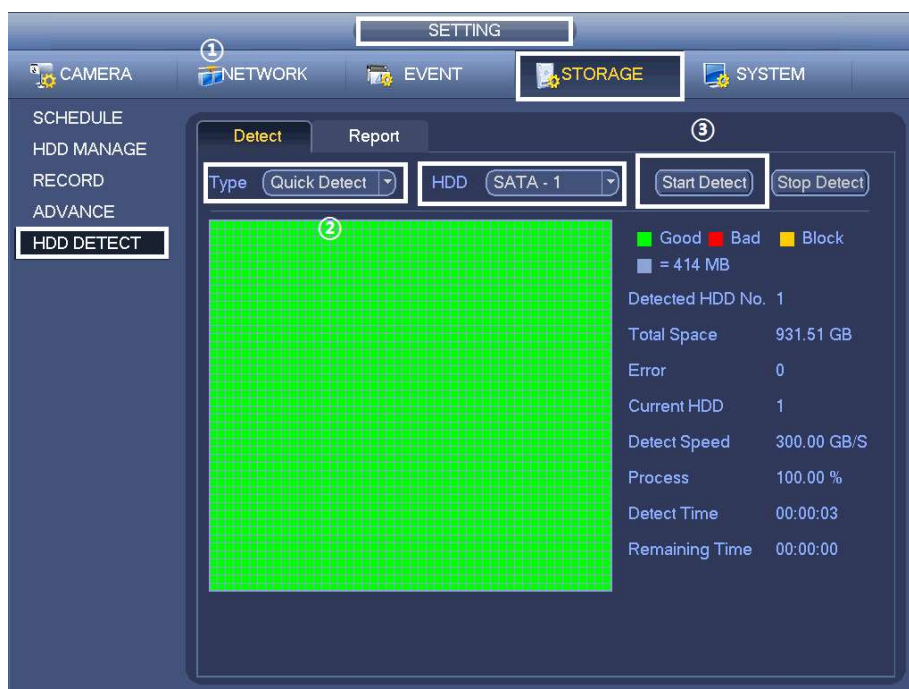 SETTING
①
CAMERA NETWORK EVENT STORAGE SYSTEM
SCHEDULE
HDD MANAGE
RECORD
ADVANCE
HDD DETECT
Detect Report
③
Type Quick Detect HDD SATA - 1 Start Detect Stop Detect
②
Good Bad Block
= 414 MB
Detected HDD No. 1
Total Space 931.51 GB
Error 0
Current HDD 1
Detect Speed 300.00 GB/S
Process 100.00 %
Detect Time 00:00:03
Remaining Time 00:00:00